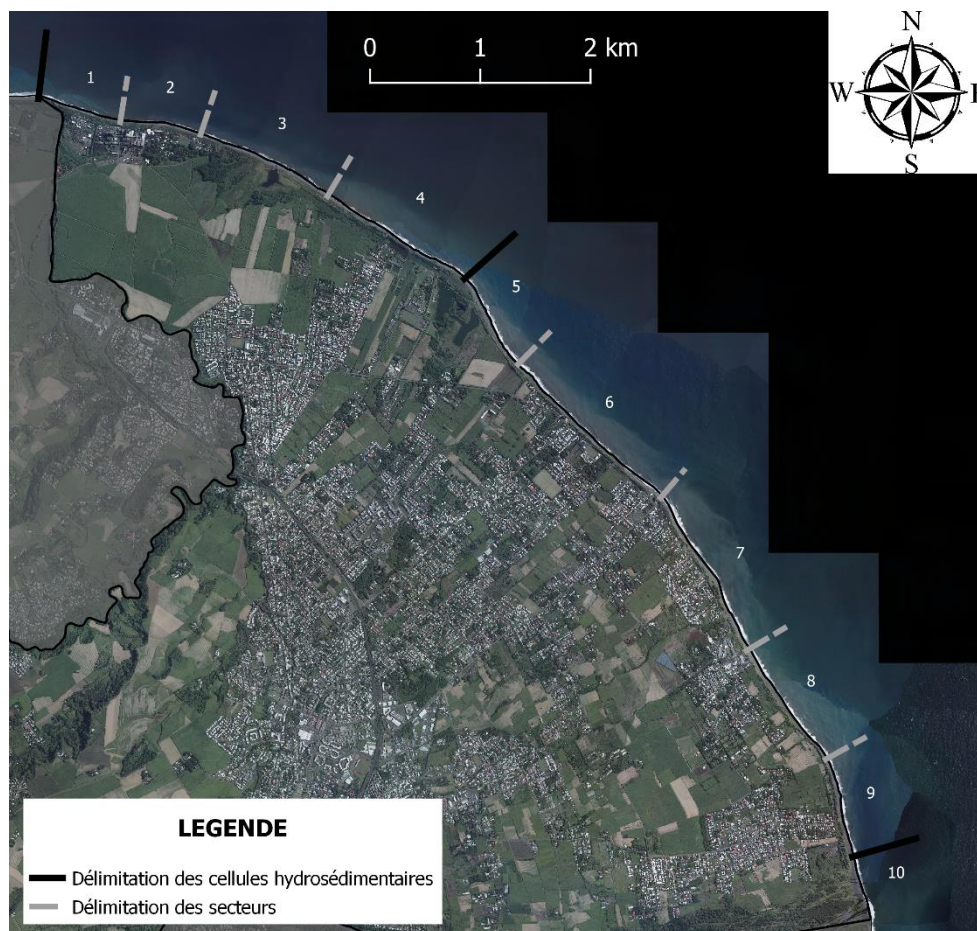 N
0 1 2 km
W E
S
1
2
3
4
5
6
7
8
9
10
LEGENDE
Délimitation des cellules hydrosédimentaires
Délimitation des secteurs